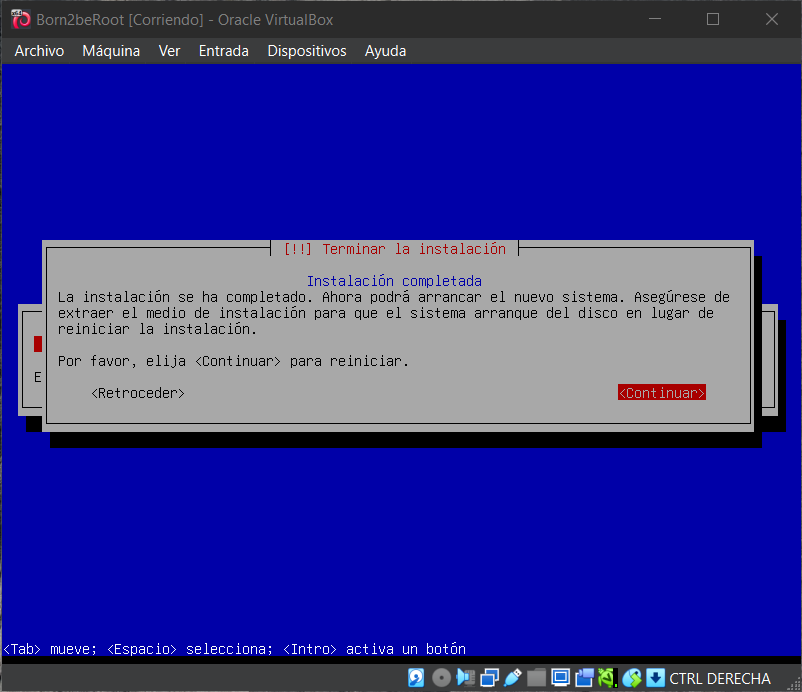 Born2beRoot [Corriendo] - Oracle VirtualBox
Archivo Máquina Ver Entrada Dispositivos Ayuda
[!!] Terminar la instalación
Instalación completada
La instalación se ha completado. Ahora podrá arrancar el nuevo sistema. Asegúrese de
extraer el medio de instalación para que el sistema arranque del disco en lugar de
reiniciar la instalación.
E
Por favor, elija <Continuar> para reiniciar.
<Retroceder> <Continuar>
<Tab> mueve; <Espacio> selecciona; <Intro> activa un botón
CTRL DERECHA